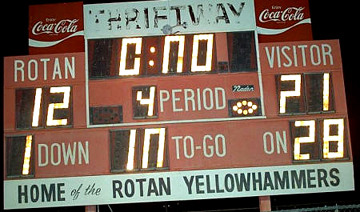 THRIFTWAY
Coca-Cola Coca-Cola
0:00
ROTAN VISITOR
12 4 PERIOD 21
1 DOWN 10 TO-GO ON 28
HOME of the ROTAN YELLOWHAMMERS